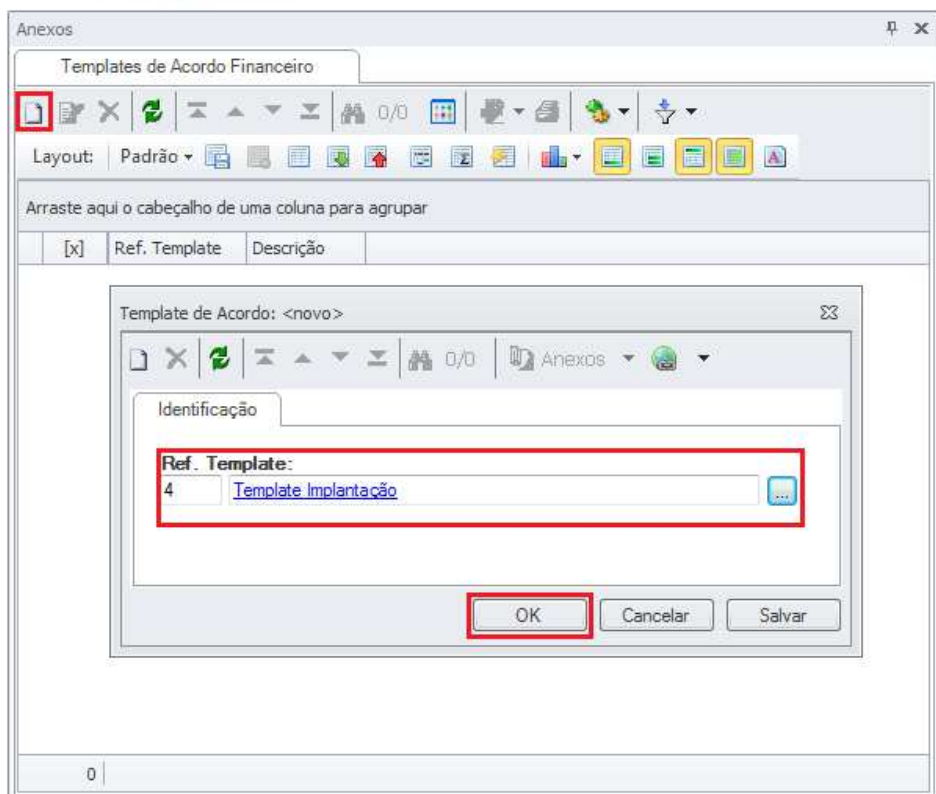 Anexos
Templates de Acordo Financeiro
0/0
Layout: Padrão
Arraste aqui o cabeçalho de uma coluna para agrupar
[x] Ref. Template Descrição
Template de Acordo: <novo>
0/0 Anexos
Identificação
Ref. Template:
4 Template Implantação ...
OK Cancelar Salvar
0